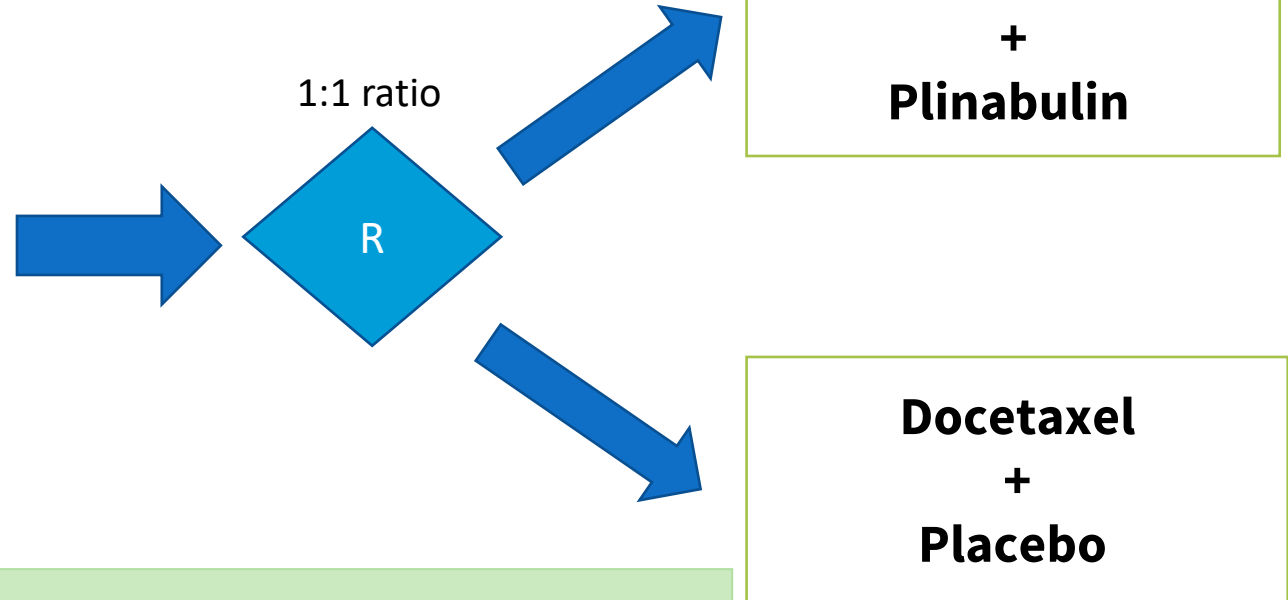 1:1 ratio
R
+
Plinabulin
Docetaxel
+
Placebo